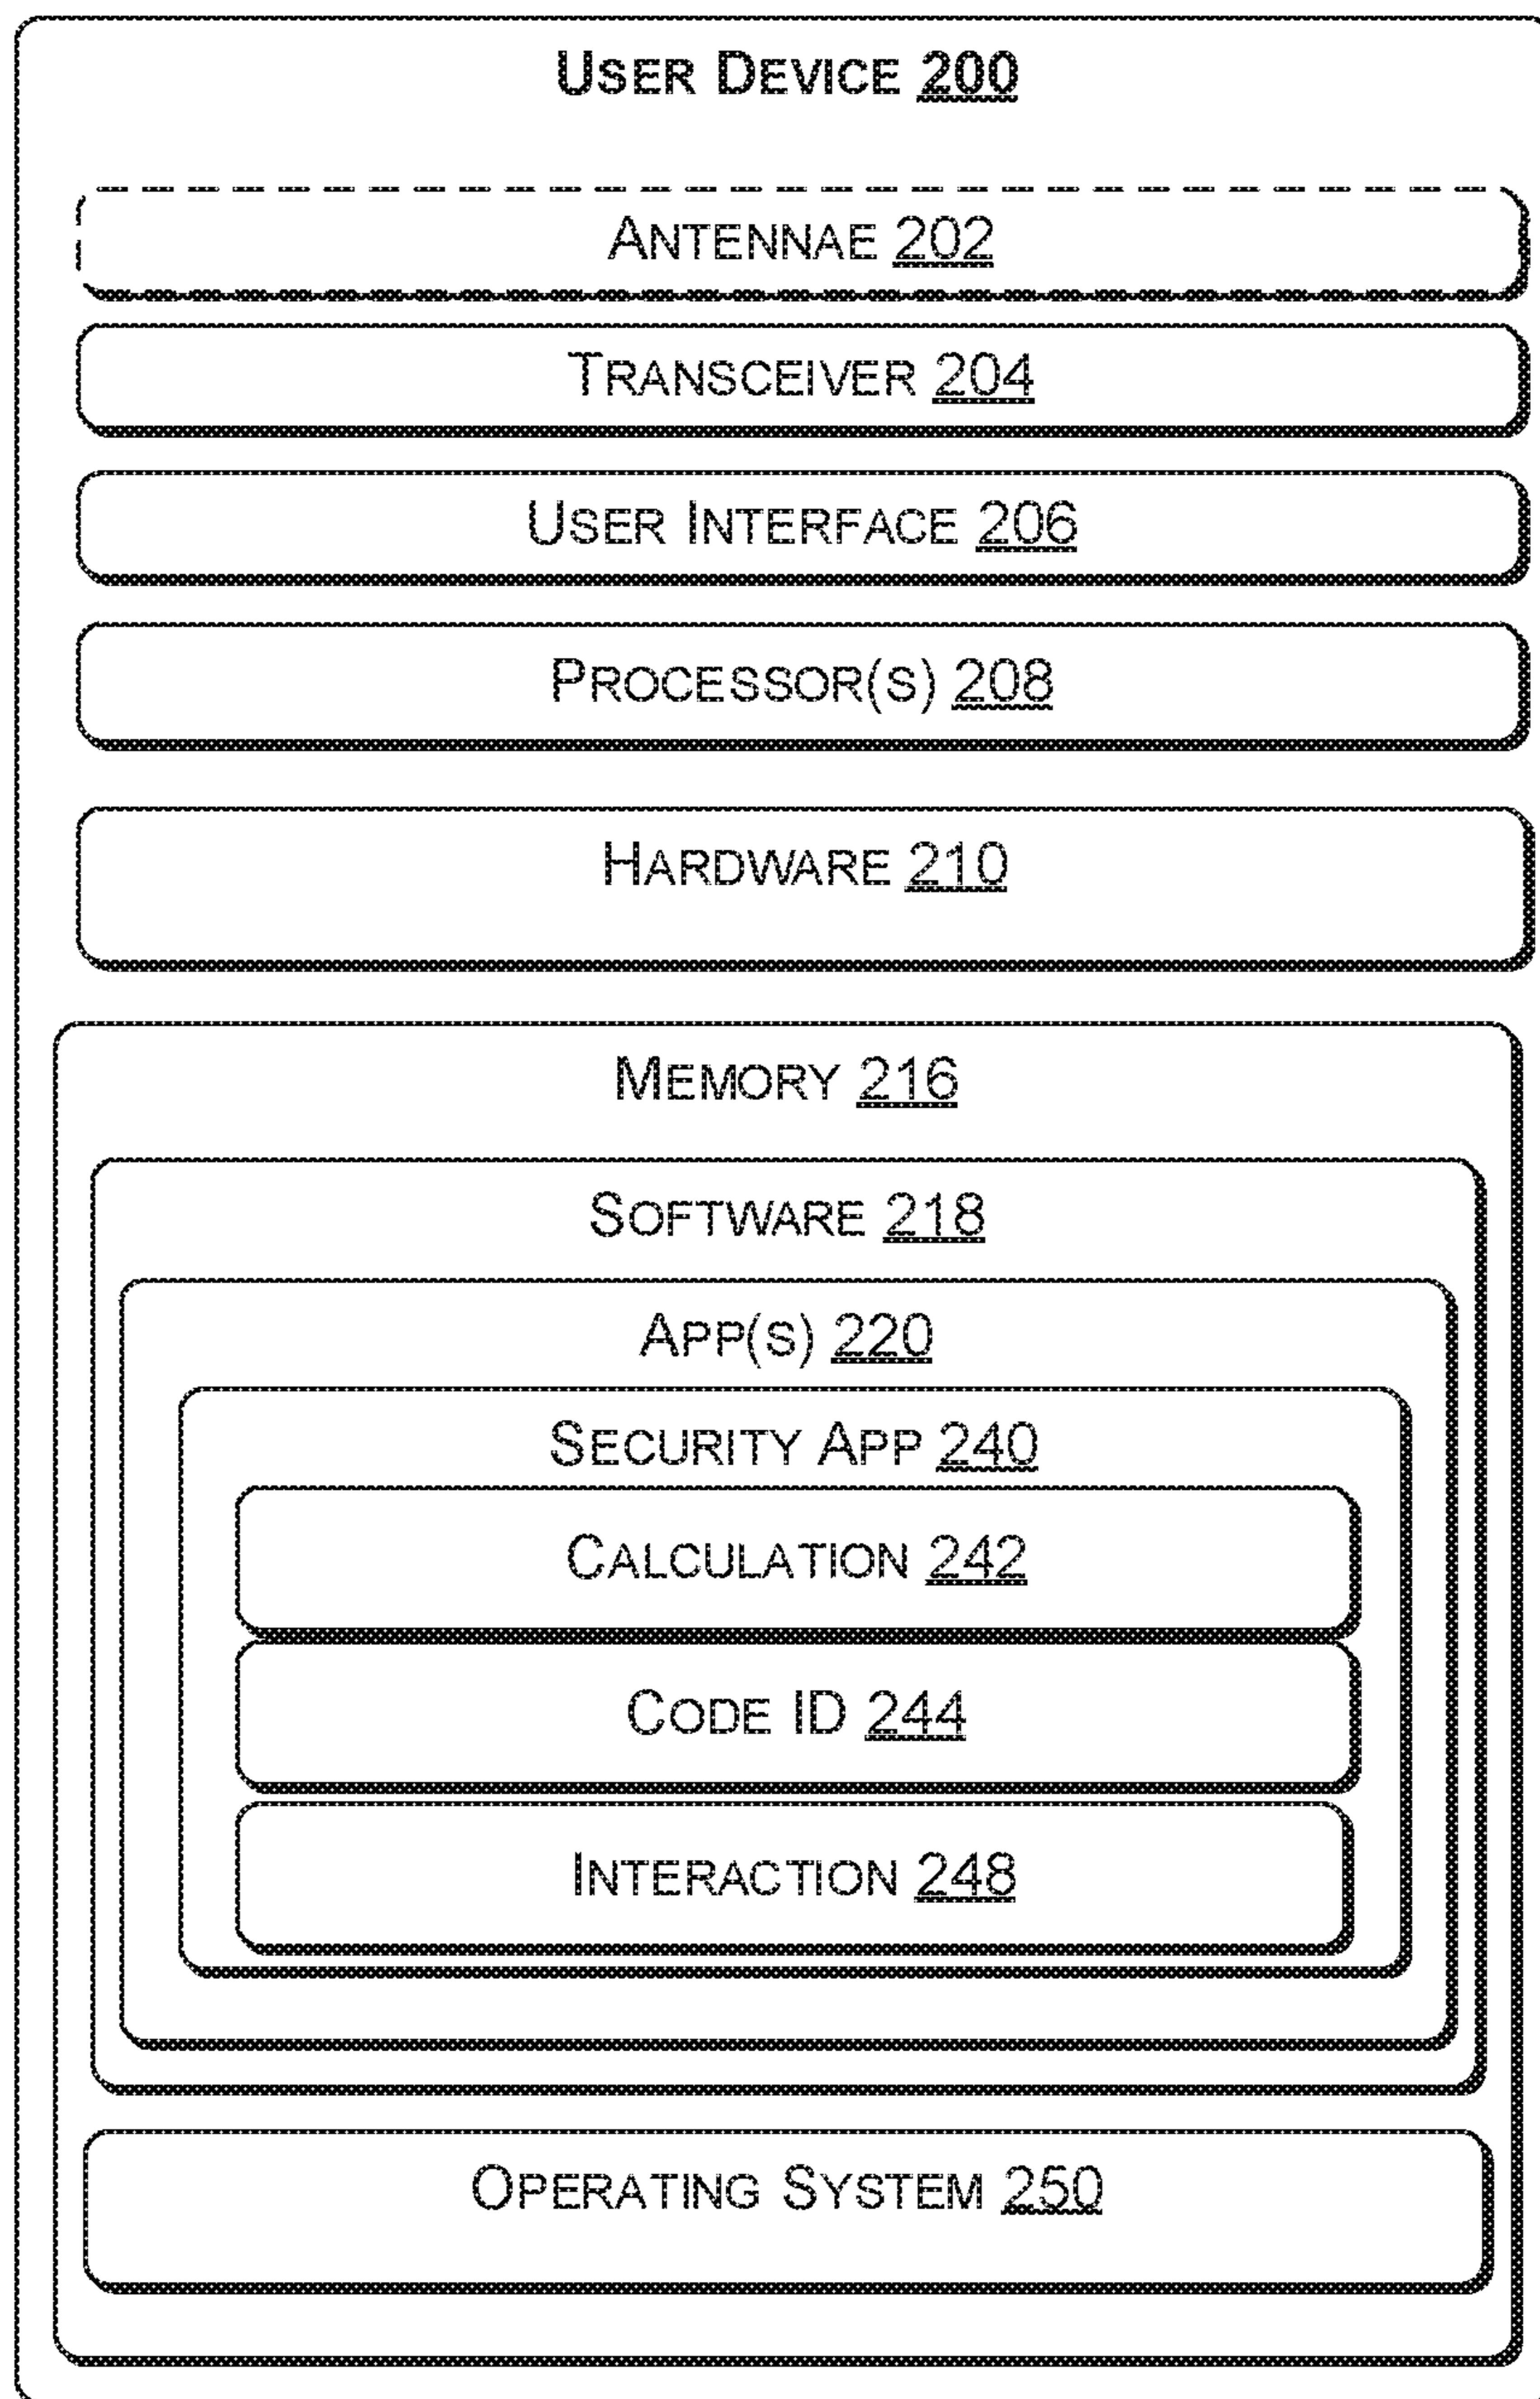 USER DEVICE 200
ANTENNAE 202
TRANSCEIVER 204
USER INTERFACE 206
PROCESSOR(S) 208
HARDWARE 210
MEMORY 216
SOFTWARE 218
APP(S) 220
SECURITY APP 240
CALCULATION 242
CODE ID 244
INTERACTION 248
OPERATING SYSTEM 250